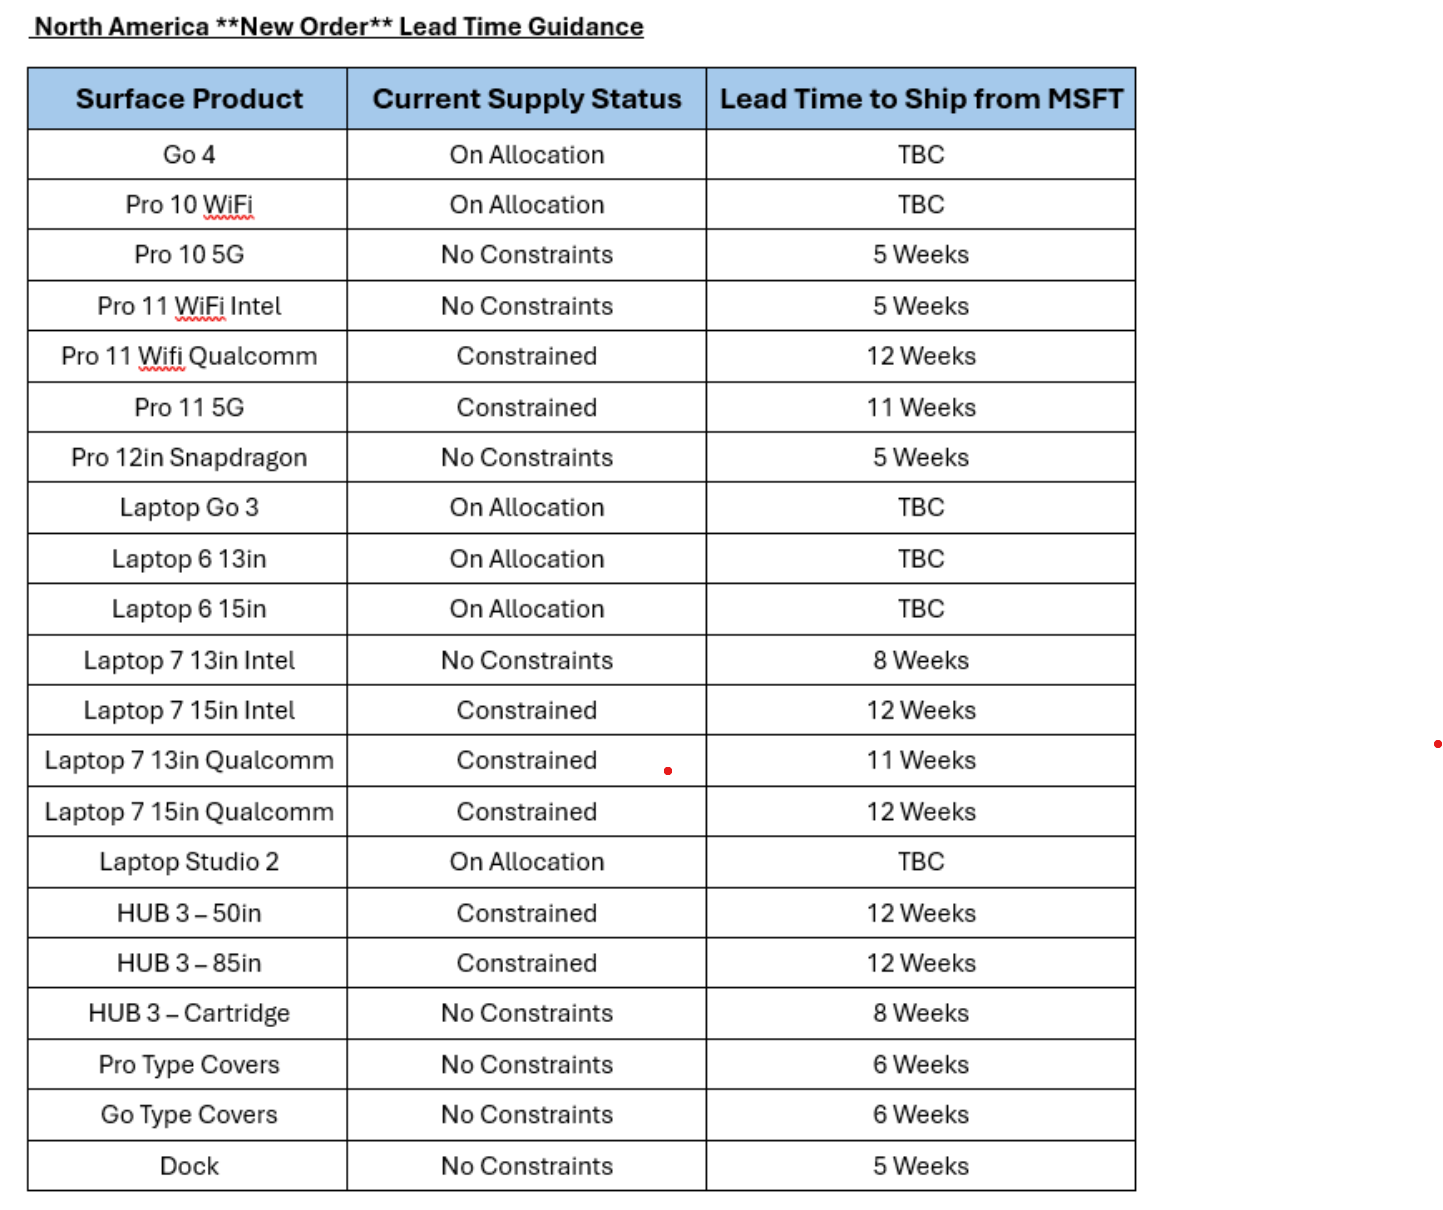 North America **New Order** Lead Time Guidance
Surface Product Current Supply Status Lead Time to Ship from MSFT
Go 4 On Allocation TBC
Pro 10 WiFi On Allocation TBC
Pro 10 5G No Constraints 5 Weeks
Pro 11 WiFi Intel No Constraints 5 Weeks
Pro 11 Wifi Qualcomm Constrained 12 Weeks
Pro 11 5G Constrained 11 Weeks
Pro 12in Snapdragon No Constraints 5 Weeks
Laptop Go 3 On Allocation TBC
Laptop 6 13in On Allocation TBC
Laptop 6 15in On Allocation TBC
Laptop 7 13in Intel No Constraints 8 Weeks
Laptop 7 15in Intel Constrained 12 Weeks
Laptop 7 13in Qualcomm Constrained 11 Weeks
Laptop 7 15in Qualcomm Constrained 12 Weeks
Laptop Studio 2 On Allocation TBC
HUB 3 – 50in Constrained 12 Weeks
HUB 3 – 85in Constrained 12 Weeks
HUB 3 – Cartridge No Constraints 8 Weeks
Pro Type Covers No Constraints 6 Weeks
Go Type Covers No Constraints 6 Weeks
Dock No Constraints 5 Weeks